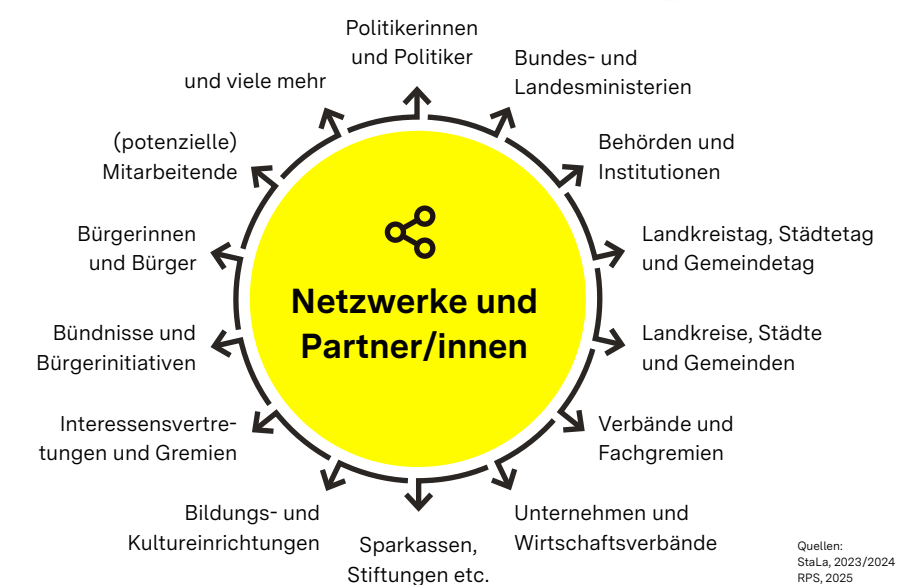 Politikerinnen
und Politiker
Bundes- und
Landesministerien
Behörden und
Institutionen
Landkreistag, Städtetag
und Gemeindetag
Landkreise, Städte
und Gemeinden
Verbände und
Fachgremien
Unternehmen und
Wirtschaftsverbände
Sparkassen,
Stiftungen etc.
Bildungs- und
Kultureinrichtungen
Interessensvertre-
tungen und Gremien
Bündnisse und
Bürgerinitiativen
Bürgerinnen
und Bürger
(potenzielle)
Mitarbeitende
und viele mehr
Netzwerke und
Partner/innen
Quellen:
StaLa, 2023/2024
RPS, 2025